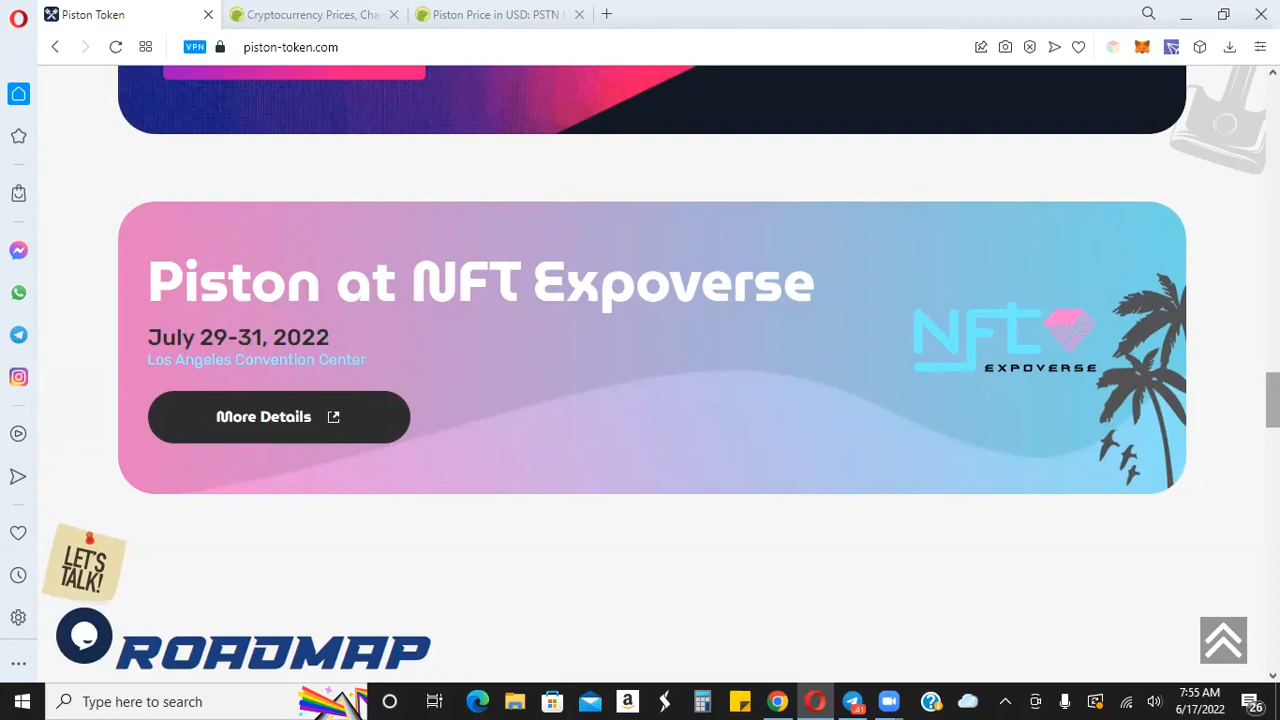 Piston Token
Cryptocurrency Prices, Cha
Piston Price in USD: PSTN L
VPN
piston-token.com
Piston at NFT Expoverse
July 29-31, 2022
Los Angeles Convention Center
More Details
NFT
EXPOVERSE
LET'S
TALK!
ROADMAP
Type here to search
a
41
7:55 AM
6/17/2022
26